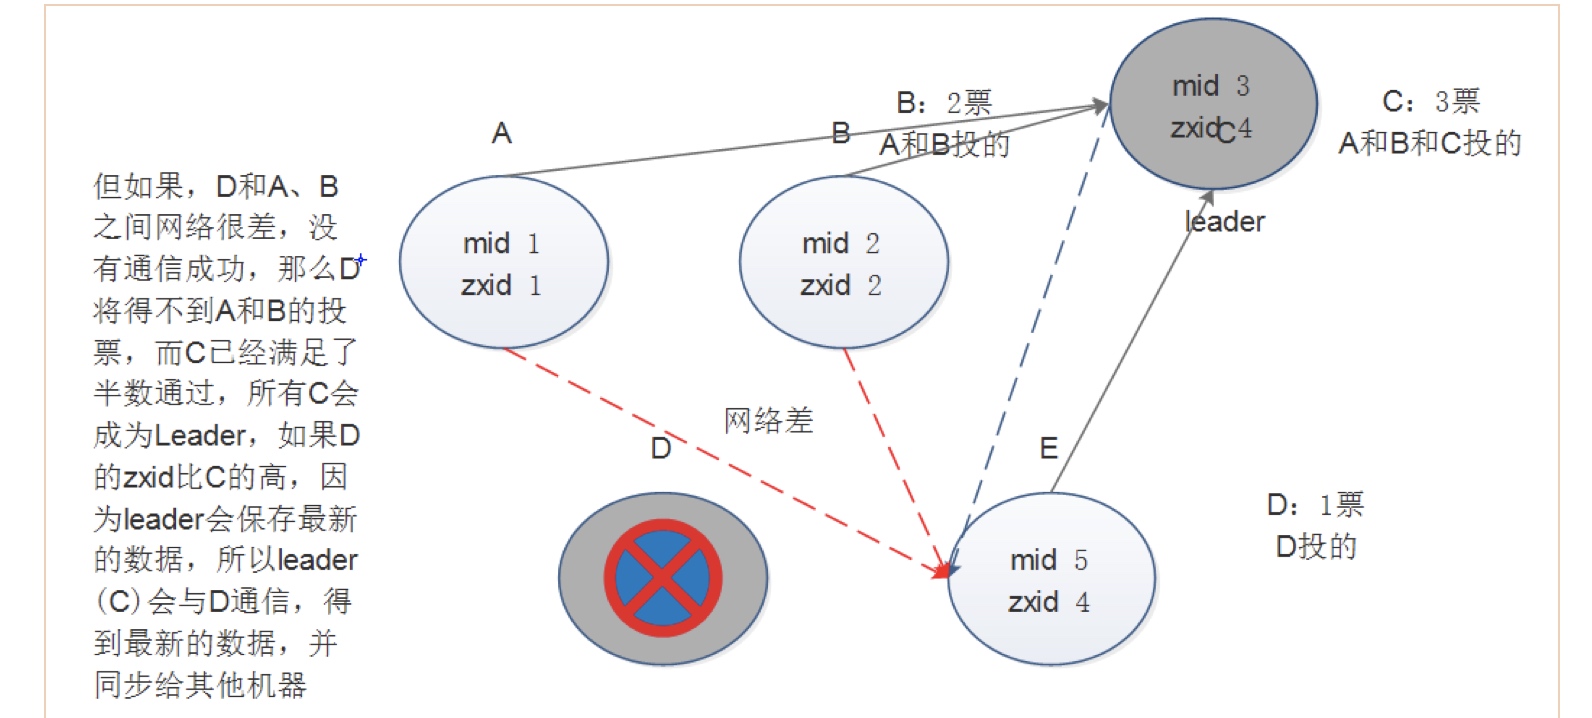 但如果，D和A、B
之间网络很差，没
有通信成功，那么D
将得不到A和B的投
票，而C已经满足了
半数通过，所有C会
成为Leader，如果D
的zxid比C的高，因
为leader会保存最新
的数据，所以leader
(C)会与D通信，得
到最新的数据，并
同步给其他机器
A
mid 1
zxid 1
B
B：2票
A和B投的
mid 2
zxid 2
mid 3
zxid 4
C
leader
C：3票
A和B和C投的
网络差
D
E
mid 5
zxid 4
D：1票
D投的